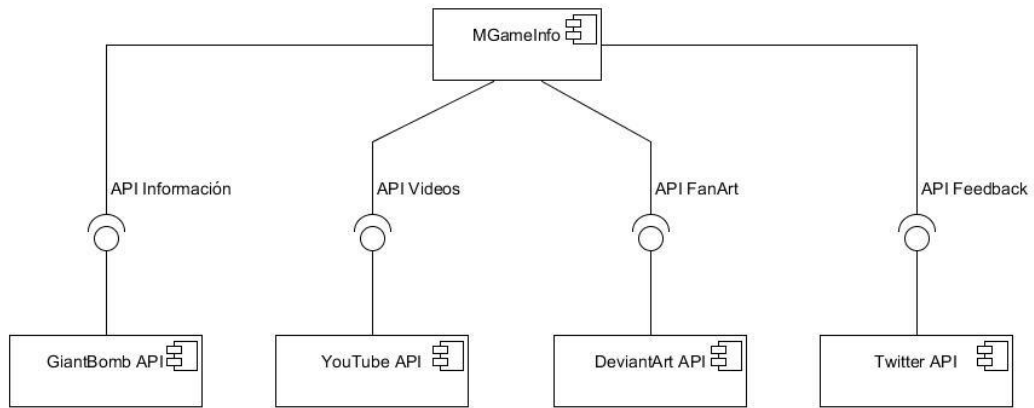 MGameInfo
API Información
API Videos
API FanArt
API Feedback
GiantBomb API
YouTube API
DeviantArt API
Twitter API